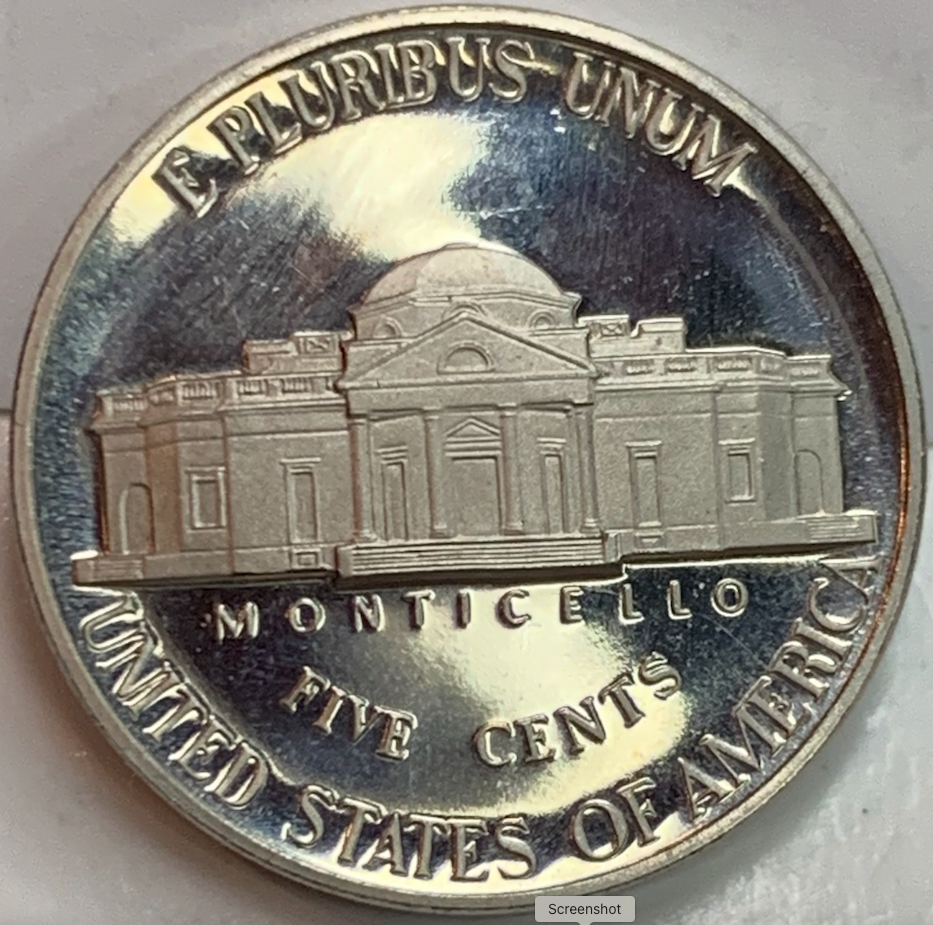 E PLURIBUS UNUM
MONTICELLO
FIVE CENTS
UNITED STATES OF AMERICA
Screenshot